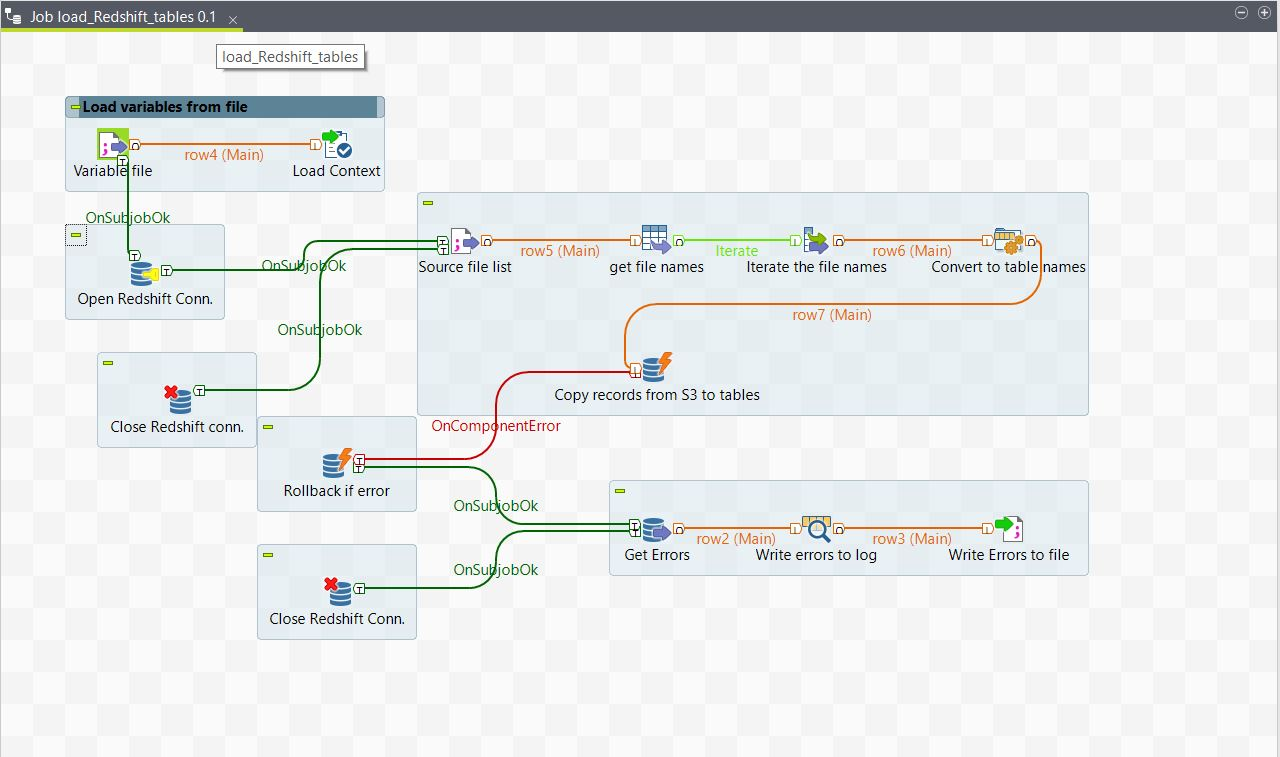 Job load_Redshift_tables 0.1
load_Redshift_tables
Load variables from file
row4 (Main)
Variable file
Load Context
OnSubjobOk
Open Redshift Conn.
OnSubjobOk
Source file list
row5 (Main)
get file names
Iterate
Iterate the file names
row6 (Main)
Convert to table names
row7 (Main)
OnSubjobOk
Close Redshift conn.
Copy records from S3 to tables
OnComponentError
Rollback if error
OnSubjobOk
Get Errors
row2 (Main)
Write errors to log
row3 (Main)
Write Errors to file
OnSubjobOk
Close Redshift Conn.